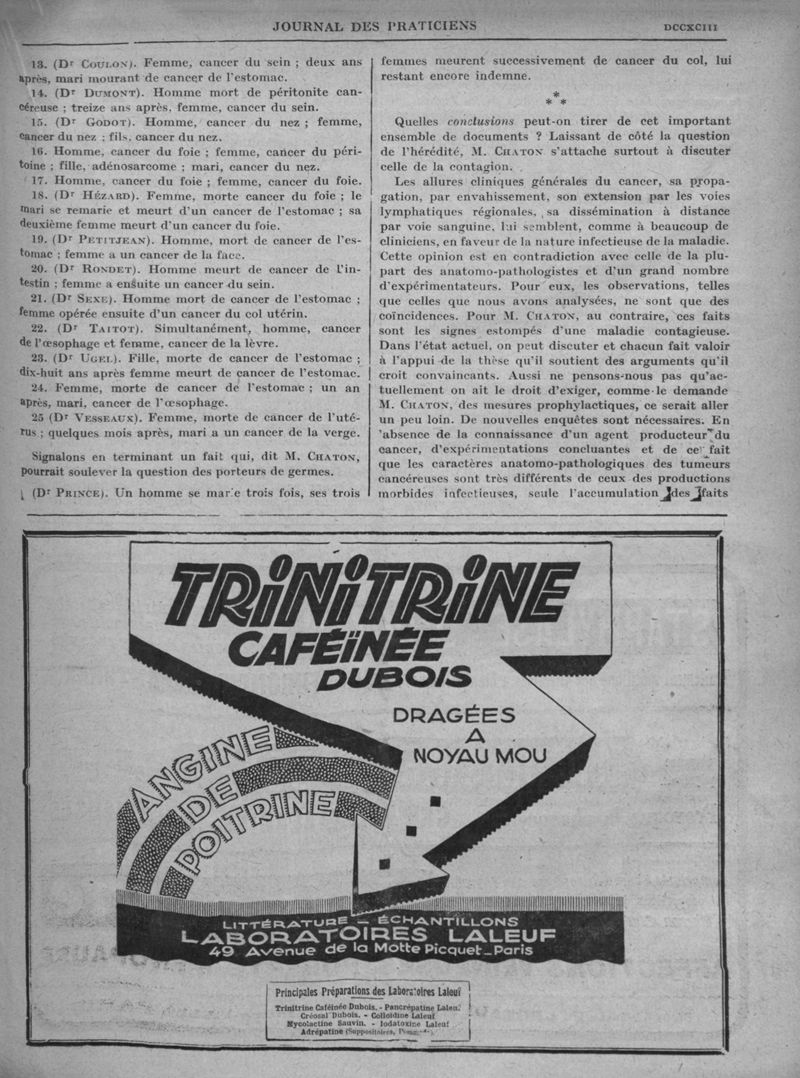 JOURNAL DES PRATICIENS
DCCXCIII
13. (Dr COULON). Femme, cancer du sein ; deux ans
après, mari mourant de cancer de l'estomac.
14. (Dr DUMONT). Homme mort de péritonite can-
céreuse ; treize ans après, femme, cancer du sein.
15. (Dr GODOT). Homme, cancer du nez ; femme,
cancer du nez ; fils, cancer du nez.
16. Homme, cancer du foie ; femme, cancer du péri-
toine ; fille, adénosarcome ; mari, cancer du nez.
17. Homme, cancer du foie ; femme, cancer du foie.
18. (Dr HÉZARD). Femme, morte cancer du foie ; le
mari se remarie et meurt d'un cancer de l'estomac ; sa
deuxième femme meurt d'un cancer du foie.
19. (Dr PETITJEAN). Homme, mort de cancer de l'es-
tomac ; femme a un cancer de la face.
20. (Dr RONDET). Homme meurt de cancer de l'in-
testin ; femme a ensuite un cancer du sein.
21. (Dr SEXE). Homme mort de cancer de l'estomac ;
femme opérée ensuite d'un cancer du col utérin.
22. (Dr TAITOT). Simultanément, homme, cancer
de l'œsophage et femme, cancer de la lèvre.
23. (Dr UGEL). Fille, morte de cancer de l'estomac ;
dix-huit ans après femme meurt de cancer de l'estomac.
24. Femme, morte de cancer de l'estomac ; un an
après, mari, cancer de l'œsophage.
25 (Dr VESSEAUX). Femme, morte de cancer de l'uté-
rus ; quelques mois après, mari a un cancer de la verge.
Signalons en terminant un fait qui, dit M. CHATON,
pourrait soulever la question des porteurs de germes.
(Dr PRINCE). Un homme se marie trois fois, ses trois
femmes meurent successivement de cancer du col, lui
restant encore indemne.
*
* *
Quelles conclusions peut-on tirer de cet important
ensemble de documents ? Laissant de côté la question
de l'hérédité, M. CHATON s'attache surtout à discuter
celle de la contagion.
Les allures cliniques générales du cancer, sa propa-
gation, par envahissement, son extension par les voies
lymphatiques régionales, sa dissémination à distance
par voie sanguine, lui semblent, comme à beaucoup de
cliniciens, en faveur de la nature infectieuse de la maladie.
Cette opinion est en contradiction avec celle de la plu-
part des anatomo-pathologistes et d'un grand nombre
d'expérimentateurs. Pour eux, les observations, telles
que celles que nous avons analysées, ne sont que des
coïncidences. Pour M. CHATON, au contraire, ces faits
sont les signes estompés d'une maladie contagieuse.
Dans l'état actuel, on peut discuter et chacun fait valoir
à l'appui de la thèse qu'il soutient des arguments qu'il
croit convaincants. Aussi ne pensons-nous pas qu'ac-
tuellement on ait le droit d'exiger, comme le demande
M. CHATON, des mesures prophylactiques, ce serait aller
un peu loin. De nouvelles enquêtes sont nécessaires. En
'absence de la connaissance d'un agent producteur du
cancer, d'expérimentations concluantes et de ce fait
que les caractères anatomo-pathologiques des tumeurs
cancéreuses sont très différents de ceux des productions
morbides infectieuses, seule l'accumulation des faits
TRINITRINE
CAFÉINÉE
DUBOIS
DRAGÉES
A
NOYAU MOU
ANGINE
DE
POITRINE
LITTÉRATURE - ÉCHANTILLONS
LABORATOIRES LALEUF
49 Avenue de la Motte Picquet_Paris
Principales Préparations des Laboratoires Laleuf
Trinitrine Caféinée Dubois. - Pancrépatine Laleuf
Créosal Dubois. - Colloïdine Laleuf
Mycolactine Sauvin. - Iodatoxine Laleuf
Adrépatine (Suppositoires,